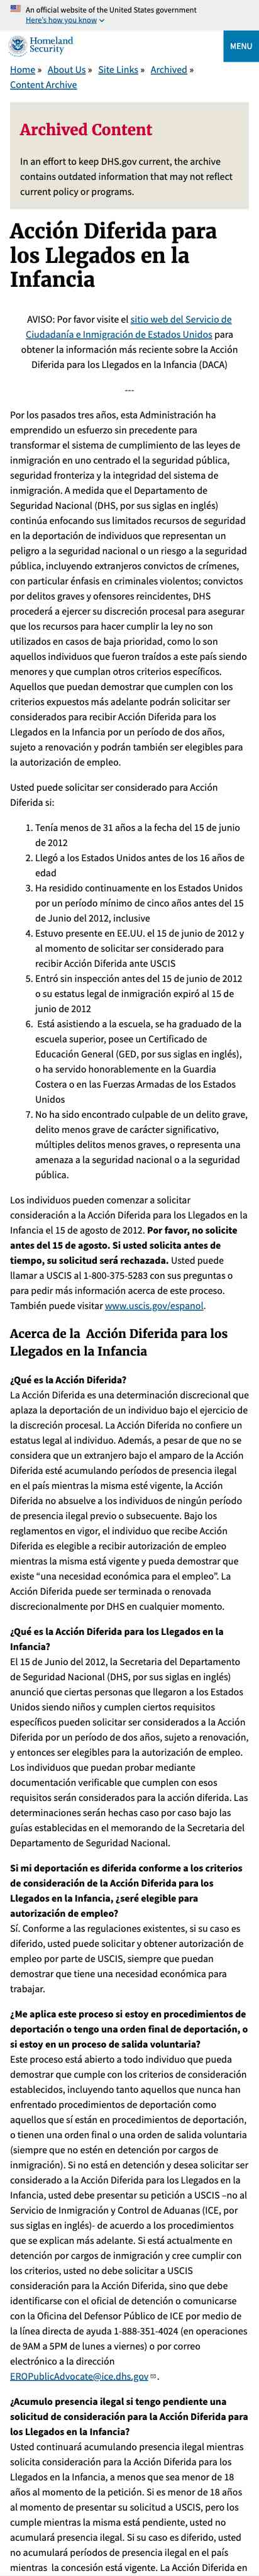 An official website of the United States government
Here's how you know
Homeland
Security
MENU
Home » About Us » Site Links » Archived »
Content Archive
Archived Content
In an effort to keep DHS.gov current, the archive
contains outdated information that may not reflect
current policy or programs.
Acción Diferida para
los Llegados en la
Infancia
AVISO: Por favor visite el sitio web del Servicio de
Ciudadanía e Inmigración de Estados Unidos para
obtener la información más reciente sobre la Acción
Diferida para los Llegados en la Infancia (DACA)
---
Por los pasados tres años, esta Administración ha
emprendido un esfuerzo sin precedente para
transformar el sistema de cumplimiento de las leyes de
inmigración en uno centrado el la seguridad pública,
seguridad fronteriza y la integridad del sistema de
inmigración. A medida que el Departamento de
Seguridad Nacional (DHS, por sus siglas en inglés)
continúa enfocando sus limitados recursos de seguridad
en la deportación de individuos que representan un
peligro a la seguridad nacional o un riesgo a la seguridad
pública, incluyendo extranjeros convictos de crímenes,
con particular énfasis en criminales violentos; convictos
por delitos graves y ofensores reincidentes, DHS
procederá a ejercer su discreción procesal para asegurar
que los recursos para hacer cumplir la ley no son
utilizados en casos de baja prioridad, como lo son
aquellos individuos que fueron traídos a este país siendo
menores y que cumplan otros criterios específicos.
Aquellos que puedan demostrar que cumplen con los
criterios expuestos más adelante podrán solicitar ser
considerados para recibir Acción Diferida para los
Llegados en la Infancia por un período de dos años,
sujeto a renovación y podrán también ser elegibles para
la autorización de empleo.
Usted puede solicitar ser considerado para Acción
Diferida si:
1. Tenía menos de 31 años a la fecha del 15 de junio
de 2012
2. Llegó a los Estados Unidos antes de los 16 años de
edad
3. Ha residido continuamente en los Estados Unidos
por un período mínimo de cinco años antes del 15
de Junio del 2012, inclusive
4. Estuvo presente en EE.UU. el 15 de junio de 2012 y
al momento de solicitar ser considerado para
recibir Acción Diferida ante USCIS
5. Entró sin inspección antes del 15 de junio de 2012
o su estatus legal de inmigración expiró al 15 de
junio de 2012
6. Está asistiendo a la escuela, se ha graduado de la
escuela superior, posee un Certificado de
Educación General (GED, por sus siglas en inglés),
o ha servido honorablemente en la Guardia
Costera o en las Fuerzas Armadas de los Estados
Unidos
7. No ha sido encontrado culpable de un delito grave,
delito menos grave de carácter significativo,
múltiples delitos menos graves, o representa una
amenaza a la seguridad nacional o a la seguridad
pública.
Los individuos pueden comenzar a solicitar
consideración a la Acción Diferida para los Llegados en la
Infancia el 15 de agosto de 2012. Por favor, no solicite
antes del 15 de agosto. Si usted solicita antes de
tiempo, su solicitud será rechazada. Usted puede
llamar a USCIS al 1-800-375-5283 con sus preguntas o
para pedir más información acerca de este proceso.
También puede visitar www.uscis.gov/espanol.
Acerca de la Acción Diferida para los
Llegados en la Infancia
¿Qué es la Acción Diferida?
La Acción Diferida es una determinación discrecional que
aplaza la deportación de un individuo bajo el ejercicio de
la discreción procesal. La Acción Diferida no confiere un
estatus legal al individuo. Además, a pesar de que no se
considera que un extranjero bajo el amparo de la Acción
Diferida esté acumulando períodos de presencia ilegal
en el país mientras la misma esté vigente, la Acción
Diferida no absuelve a los individuos de ningún período
de presencia ilegal previo o subsecuente. Bajo los
reglamentos en vigor, el individuo que recibe Acción
Diferida es elegible a recibir autorización de empleo
mientras la misma está vigente y pueda demostrar que
existe “una necesidad económica para el empleo”. La
Acción Diferida puede ser terminada o renovada
discrecionalmente por DHS en cualquier momento.
¿Qué es la Acción Diferida para los Llegados en la
Infancia?
El 15 de Junio del 2012, la Secretaria del Departamento
de Seguridad Nacional (DHS, por sus siglas en inglés)
anunció que ciertas personas que llegaron a los Estados
Unidos siendo niños y cumplen ciertos requisitos
específicos pueden solicitar ser considerados a la Acción
Diferida por un período de dos años, sujeto a renovación,
y entonces ser elegibles para la autorización de empleo.
Los individuos que puedan probar mediante
documentación verificable que cumplen con esos
requisitos serán considerados para la acción diferida. Las
determinaciones serán hechas caso por caso bajo las
guías establecidas en el memorando de la Secretaria del
Departamento de Seguridad Nacional.
Si mi deportación es diferida conforme a los criterios
de consideración de la Acción Diferida para los
Llegados en la Infancia, ¿seré elegible para
autorización de empleo?
Sí. Conforme a las regulaciones existentes, si su caso es
diferido, usted puede solicitar y obtener autorización de
empleo por parte de USCIS, siempre que puedan
demostrar que tiene una necesidad económica para
trabajar.
¿Me aplica este proceso si estoy en procedimientos de
deportación o tengo una orden final de deportación, o
si estoy en un proceso de salida voluntaria?
Este proceso está abierto a todo individuo que pueda
demostrar que cumple con los criterios de consideración
establecidos, incluyendo tanto aquellos que nunca han
enfrentado procedimientos de deportación como
aquellos que sí están en procedimientos de deportación,
o tienen una orden final o una orden de salida voluntaria
(siempre que no estén en detención por cargos de
inmigración). Si no está en detención y desea solicitar ser
considerado a la Acción Diferida para los Llegados en la
Infancia, usted debe presentar su petición a USCIS –no al
Servicio de Inmigración y Control de Aduanas (ICE, por
sus siglas en inglés)- de acuerdo a los procedimientos
que se explican más adelante. Si está actualmente en
detención por cargos de inmigración y cree cumplir con
los criterios, usted no debe solicitar a USCIS
consideración para la Acción Diferida, sino que debe
identificarse con el oficial de detención o comunicarse
con la Oficina del Defensor Público de ICE por medio de
la línea directa de ayuda 1-888-351-4024 (en operaciones
de 9AM a 5PM de lunes a viernes) o por correo
electrónico a la dirección
EROPublicAdvocate@ice.dhs.gov.
¿Acumulo presencia ilegal si tengo pendiente una
solicitud de consideración para la Acción Diferida para
los Llegados en la Infancia?
Usted continuará acumulando presencia ilegal mientras
solicita consideración para la Acción Diferida para los
Llegados en la Infancia, a menos que sea menor de 18
años al momento de la petición. Si es menor de 18 años
al momento de presentar su solicitud a USCIS, pero los
cumple mientras la misma está pendiente, usted no
acumulará presencia ilegal. Si su caso es diferido, usted
no acumulará períodos de presencia ilegal en el país
mientras la concesión está vigente. La Acción Diferida en